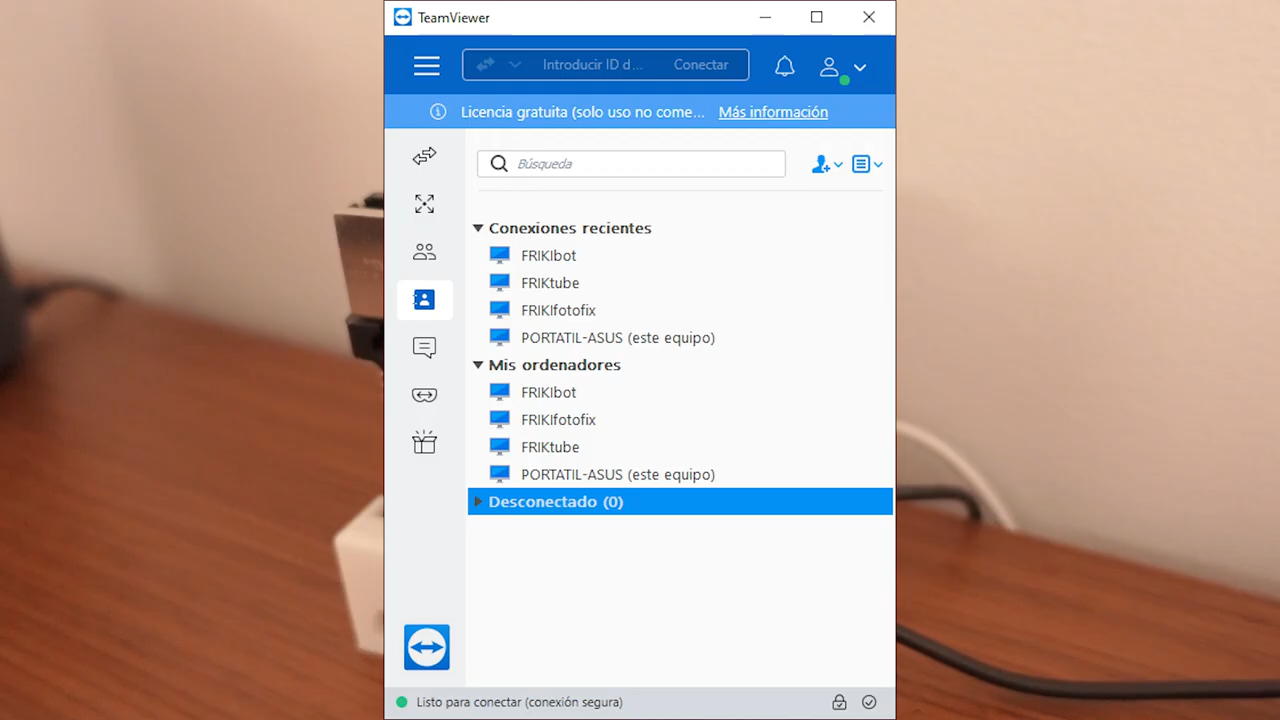 TeamViewer
Introducir ID d... Conectar
Licencia gratuita (solo uso no come... Más información
Búsqueda
Conexiones recientes
FRIKIbot
FRIKtube
FRIKIfotofix
PORTATIL-ASUS (este equipo)
Mis ordenadores
FRIKIbot
FRIKIfotofix
FRIKtube
PORTATIL-ASUS (este equipo)
Desconectado (0)
Listo para conectar (conexión segura)